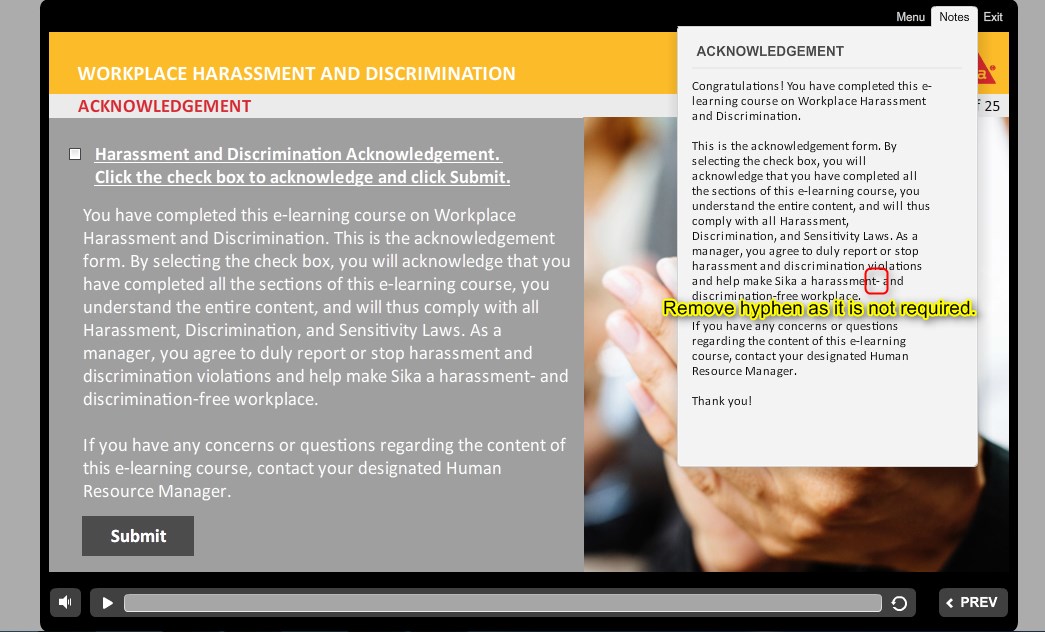 Menu Notes Exit
WORKPLACE HARASSMENT AND DISCRIMINATION
ACKNOWLEDGEMENT
25
Harassment and Discrimination Acknowledgement.
Click the check box to acknowledge and click Submit.
You have completed this e-learning course on Workplace
Harassment and Discrimination. This is the acknowledgement
form. By selecting the check box, you will acknowledge that you
have completed all the sections of this e-learning course, you
understand the entire content, and will thus comply with all
Harassment, Discrimination, and Sensitivity Laws. As a
manager, you agree to duly report or stop harassment and
discrimination violations and help make Sika a harassment- and
discrimination-free workplace.
If you have any concerns or questions regarding the content of
this e-learning course, contact your designated Human
Resource Manager.
Submit
ACKNOWLEDGEMENT
Congratulations! You have completed this e-
learning course on Workplace Harassment
and Discrimination.
This is the acknowledgement form. By
selecting the check box, you will
acknowledge that you have completed all
the sections of this e-learning course, you
understand the entire content, and will thus
comply with all Harassment,
Discrimination, and Sensitivity Laws. As a
manager, you agree to duly report or stop
harassment and discrimination violations
and help make Sika a harassment- and
discrimination-free workplace.
Remove hyphen as it is not required.
If you have any concerns or questions
regarding the content of this e-learning
course, contact your designated Human
Resource Manager.
Thank you!
PREV